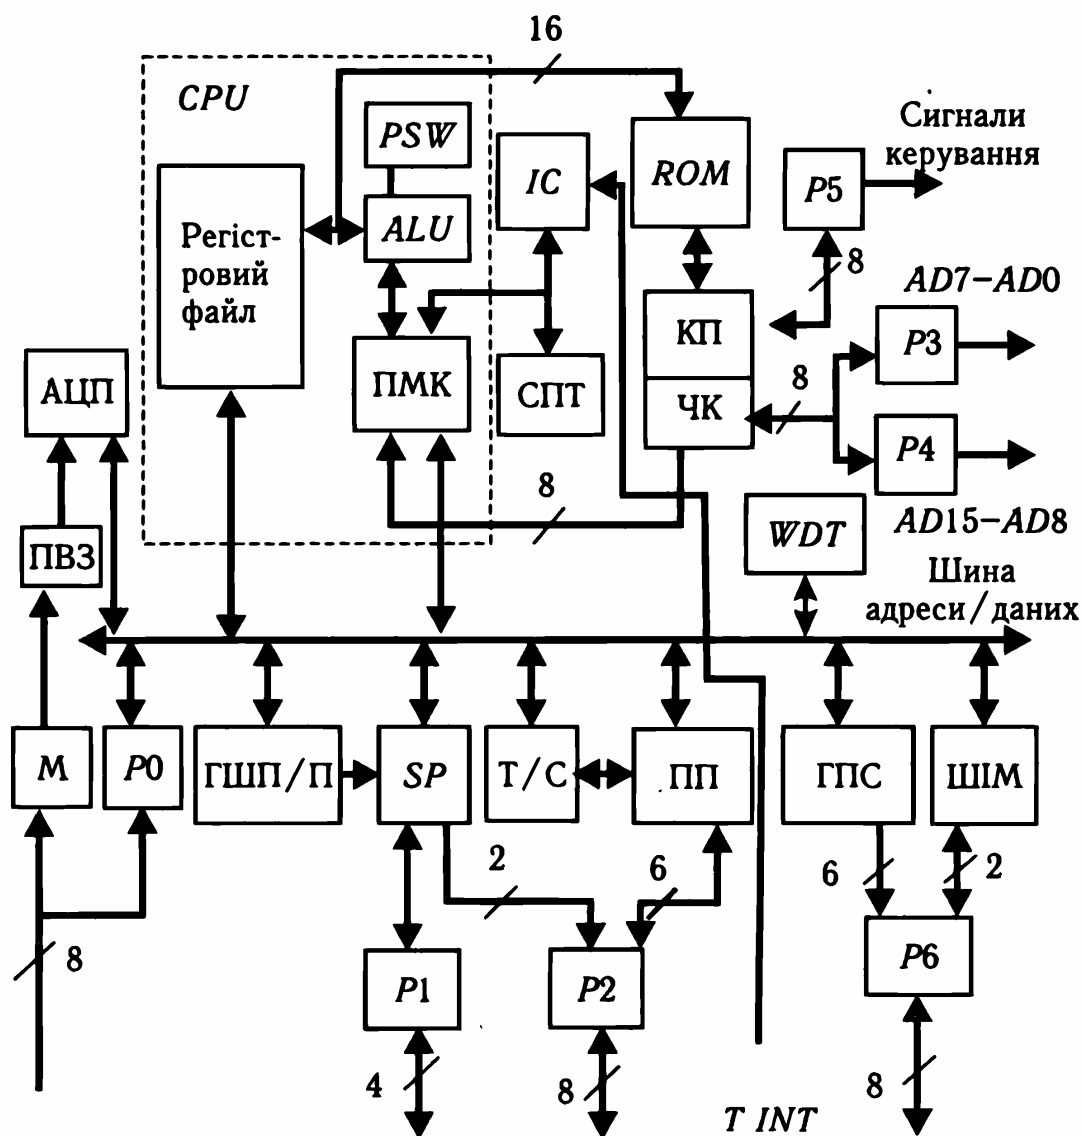 16
CPU
PSW
IC
ROM
Сигнали
керування
P5
Регіст-
ровий
файл
ALU
8
AD7-AD0
АЦП
ПМК
СПТ
КП
ЧК
8
P3
P4
8
ПВЗ
WDT
AD15-AD8
Шина
адреси/даних
М
P0
ГШП/П
SP
Т/С
ПП
ГПС
ШІМ
2
6
6
2
8
P1
P2
P6
4
8
8
T INT